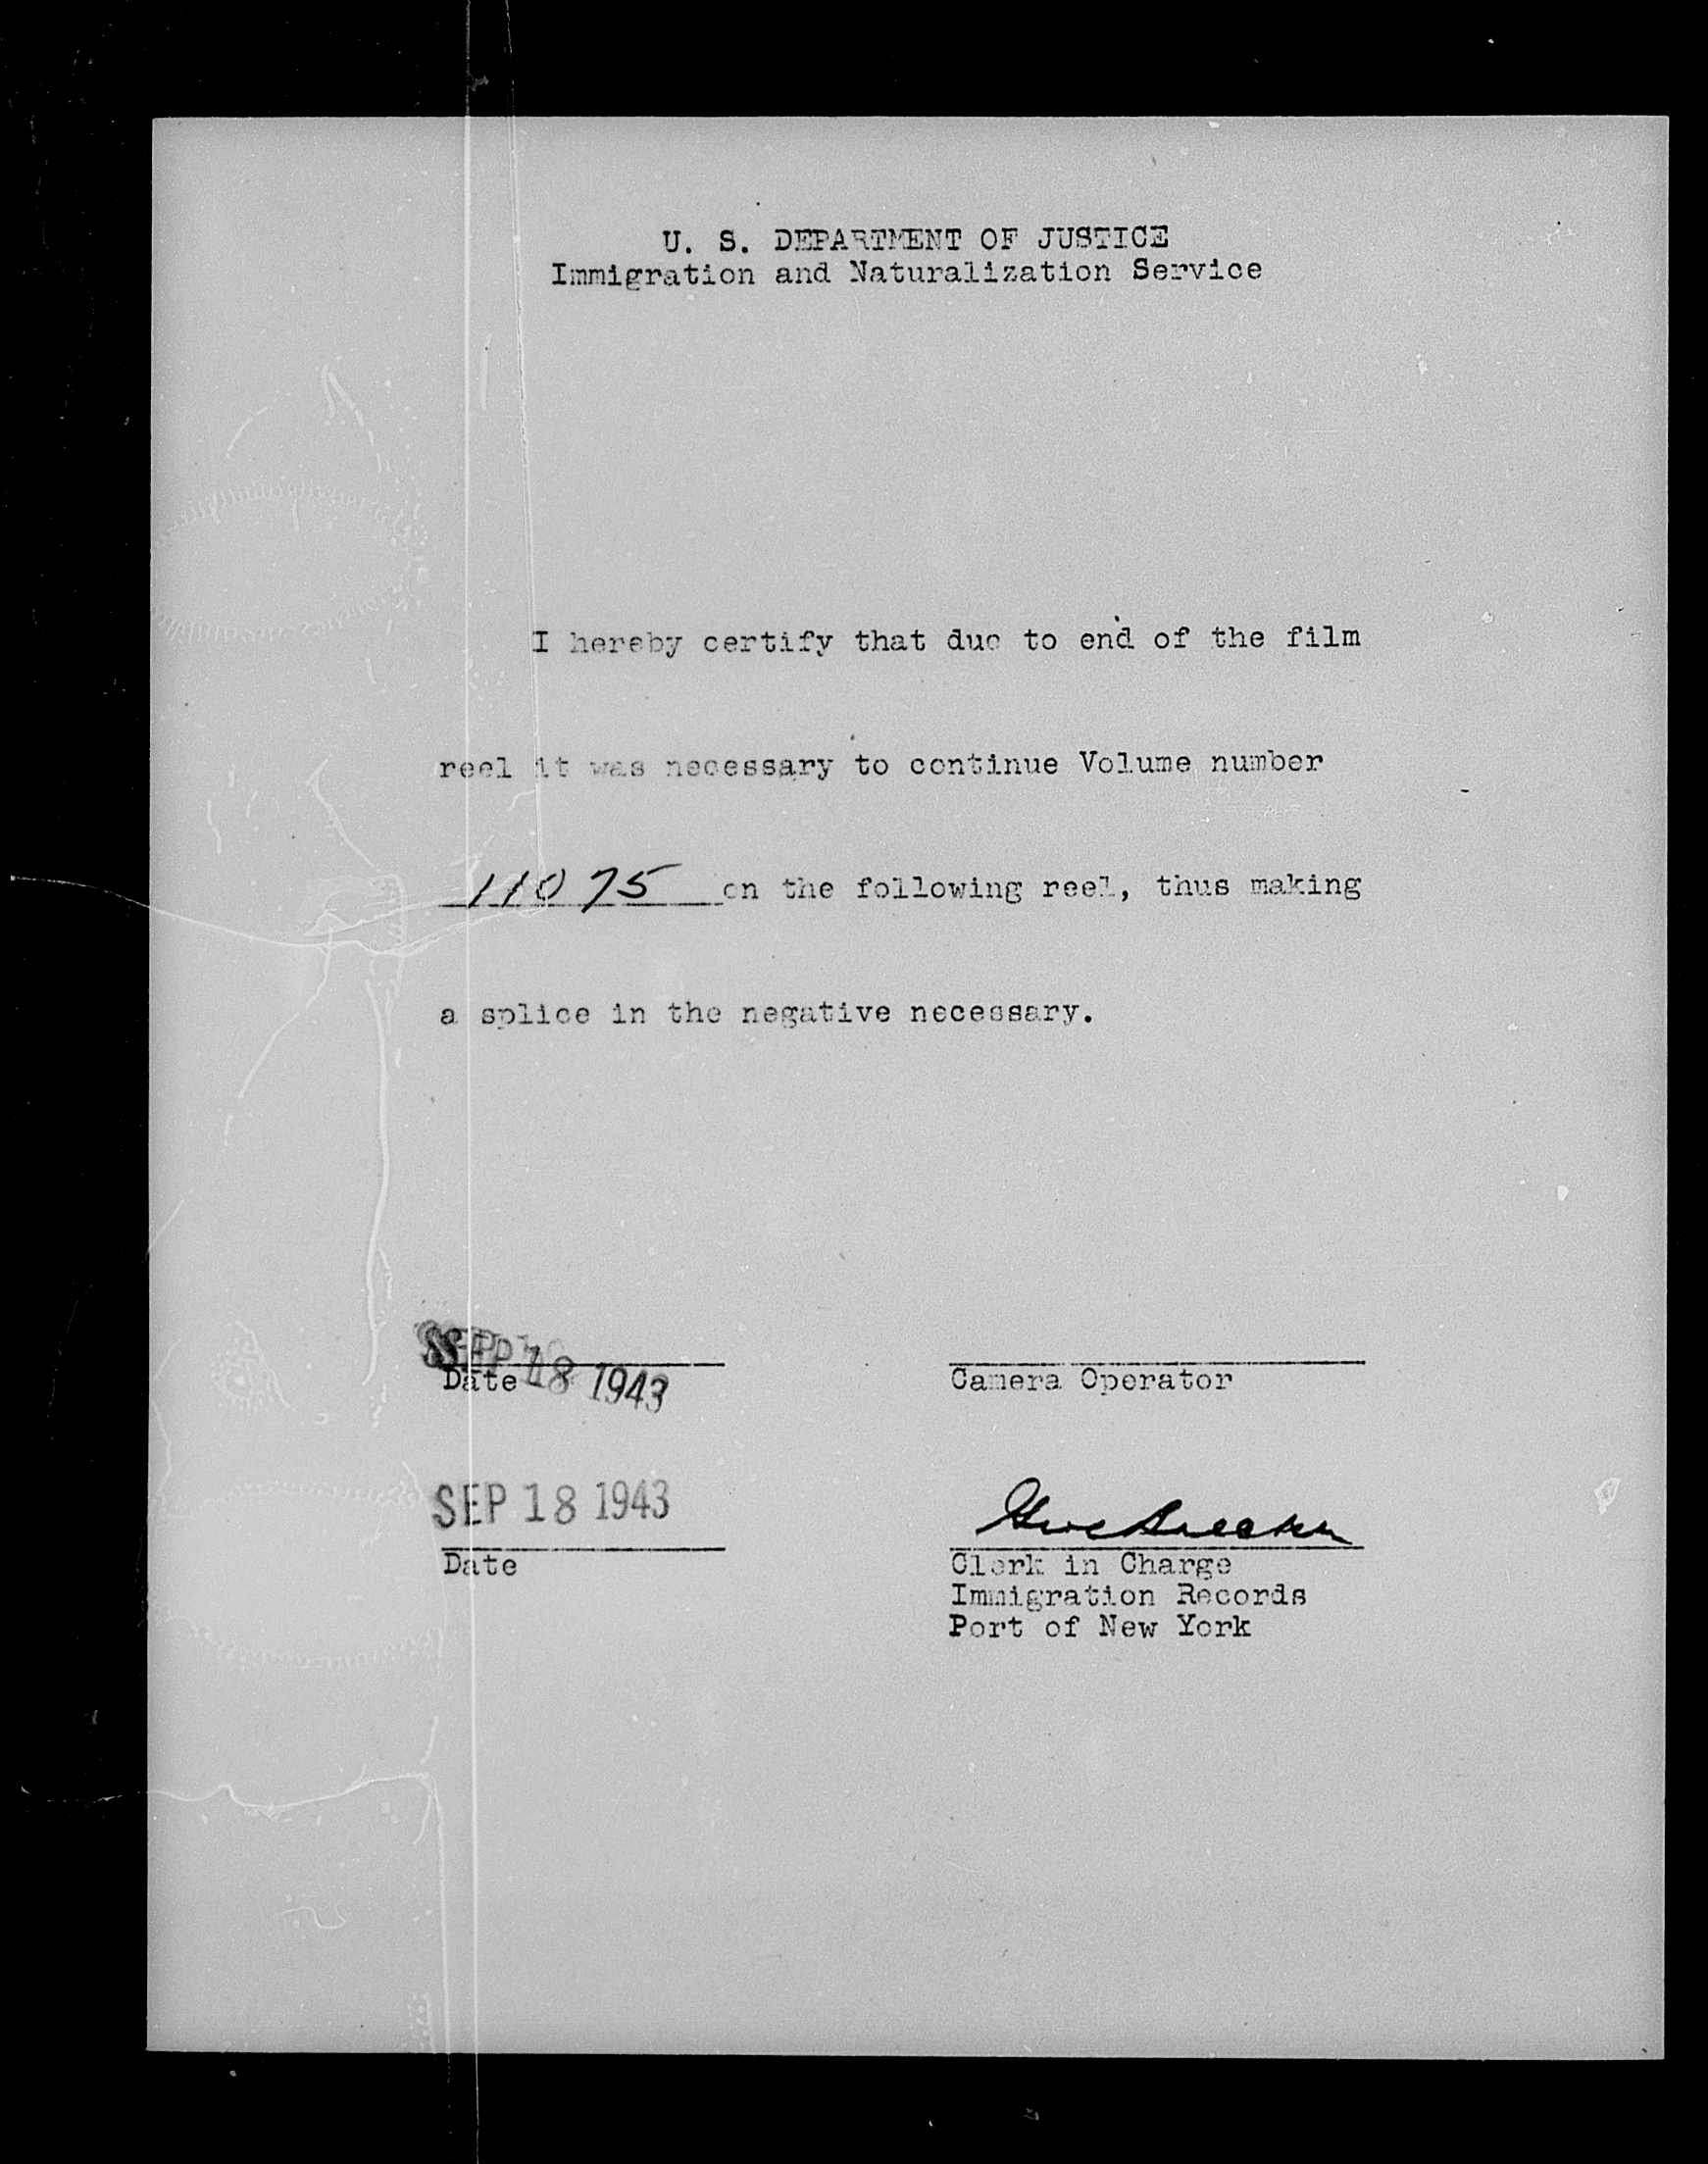 U. S. DEPARTMENT OF JUSTICE
Immigration and Naturalization Service
I hereby certify that due to end of the film
reel it was necessary to continue Volume number
11075 on the following reel, thus making
a splice in the negative necessary.
SEP 18 1943
Date
Camera Operator
SEP 18 1943
Date
Clerk in Charge
Immigration Records
Port of New York